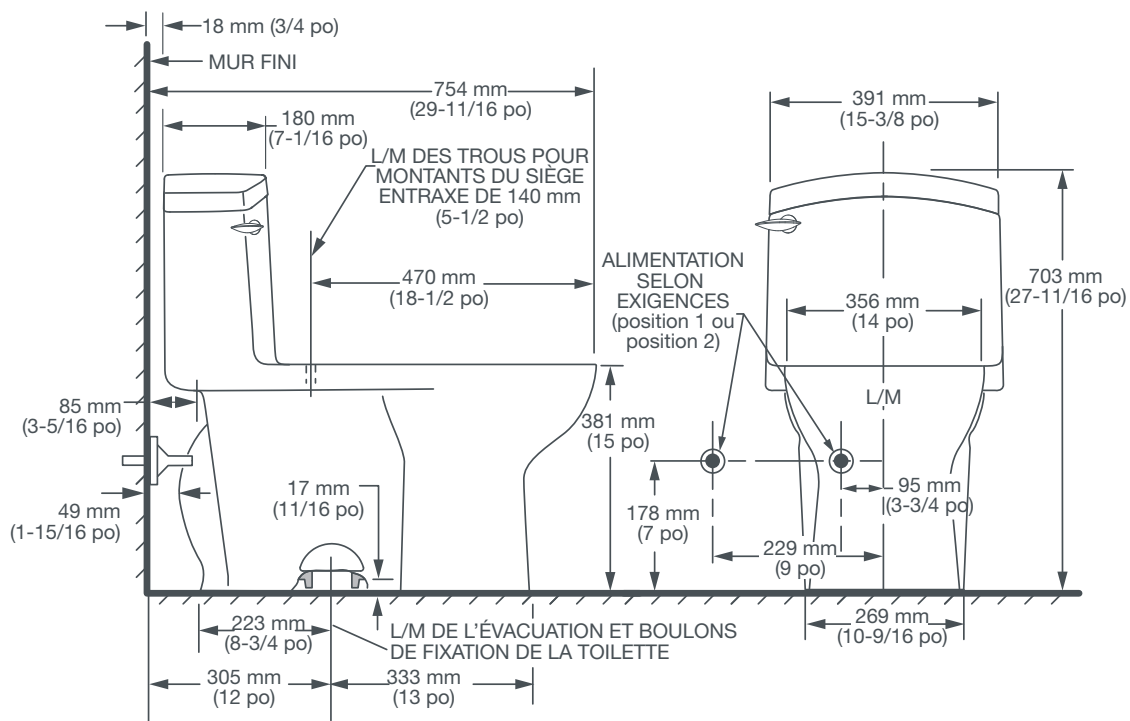 18 mm (3/4 po)
MUR FINI
754 mm
(29-11/16 po)
180 mm
(7-1/16 po)
L/M DES TROUS POUR
MONTANTS DU SIÈGE
ENTRAXE DE 140 mm
(5-1/2 po)
470 mm
(18-1/2 po)
85 mm
(3-5/16 po)
49 mm
(1-15/16 po)
17 mm
(11/16 po)
381 mm
(15 po)
223 mm
(8-3/4 po)
L/M DE L'ÉVACUATION ET BOULONS
DE FIXATION DE LA TOILETTE
305 mm
(12 po)
333 mm
(13 po)
391 mm
(15-3/8 po)
ALIMENTATION
SELON
EXIGENCES
(position 1 ou
position 2)
356 mm
(14 po)
703 mm
(27-11/16 po)
L/M
95 mm
(3-3/4 po)
178 mm
(7 po)
229 mm
(9 po)
269 mm
(10-9/16 po)